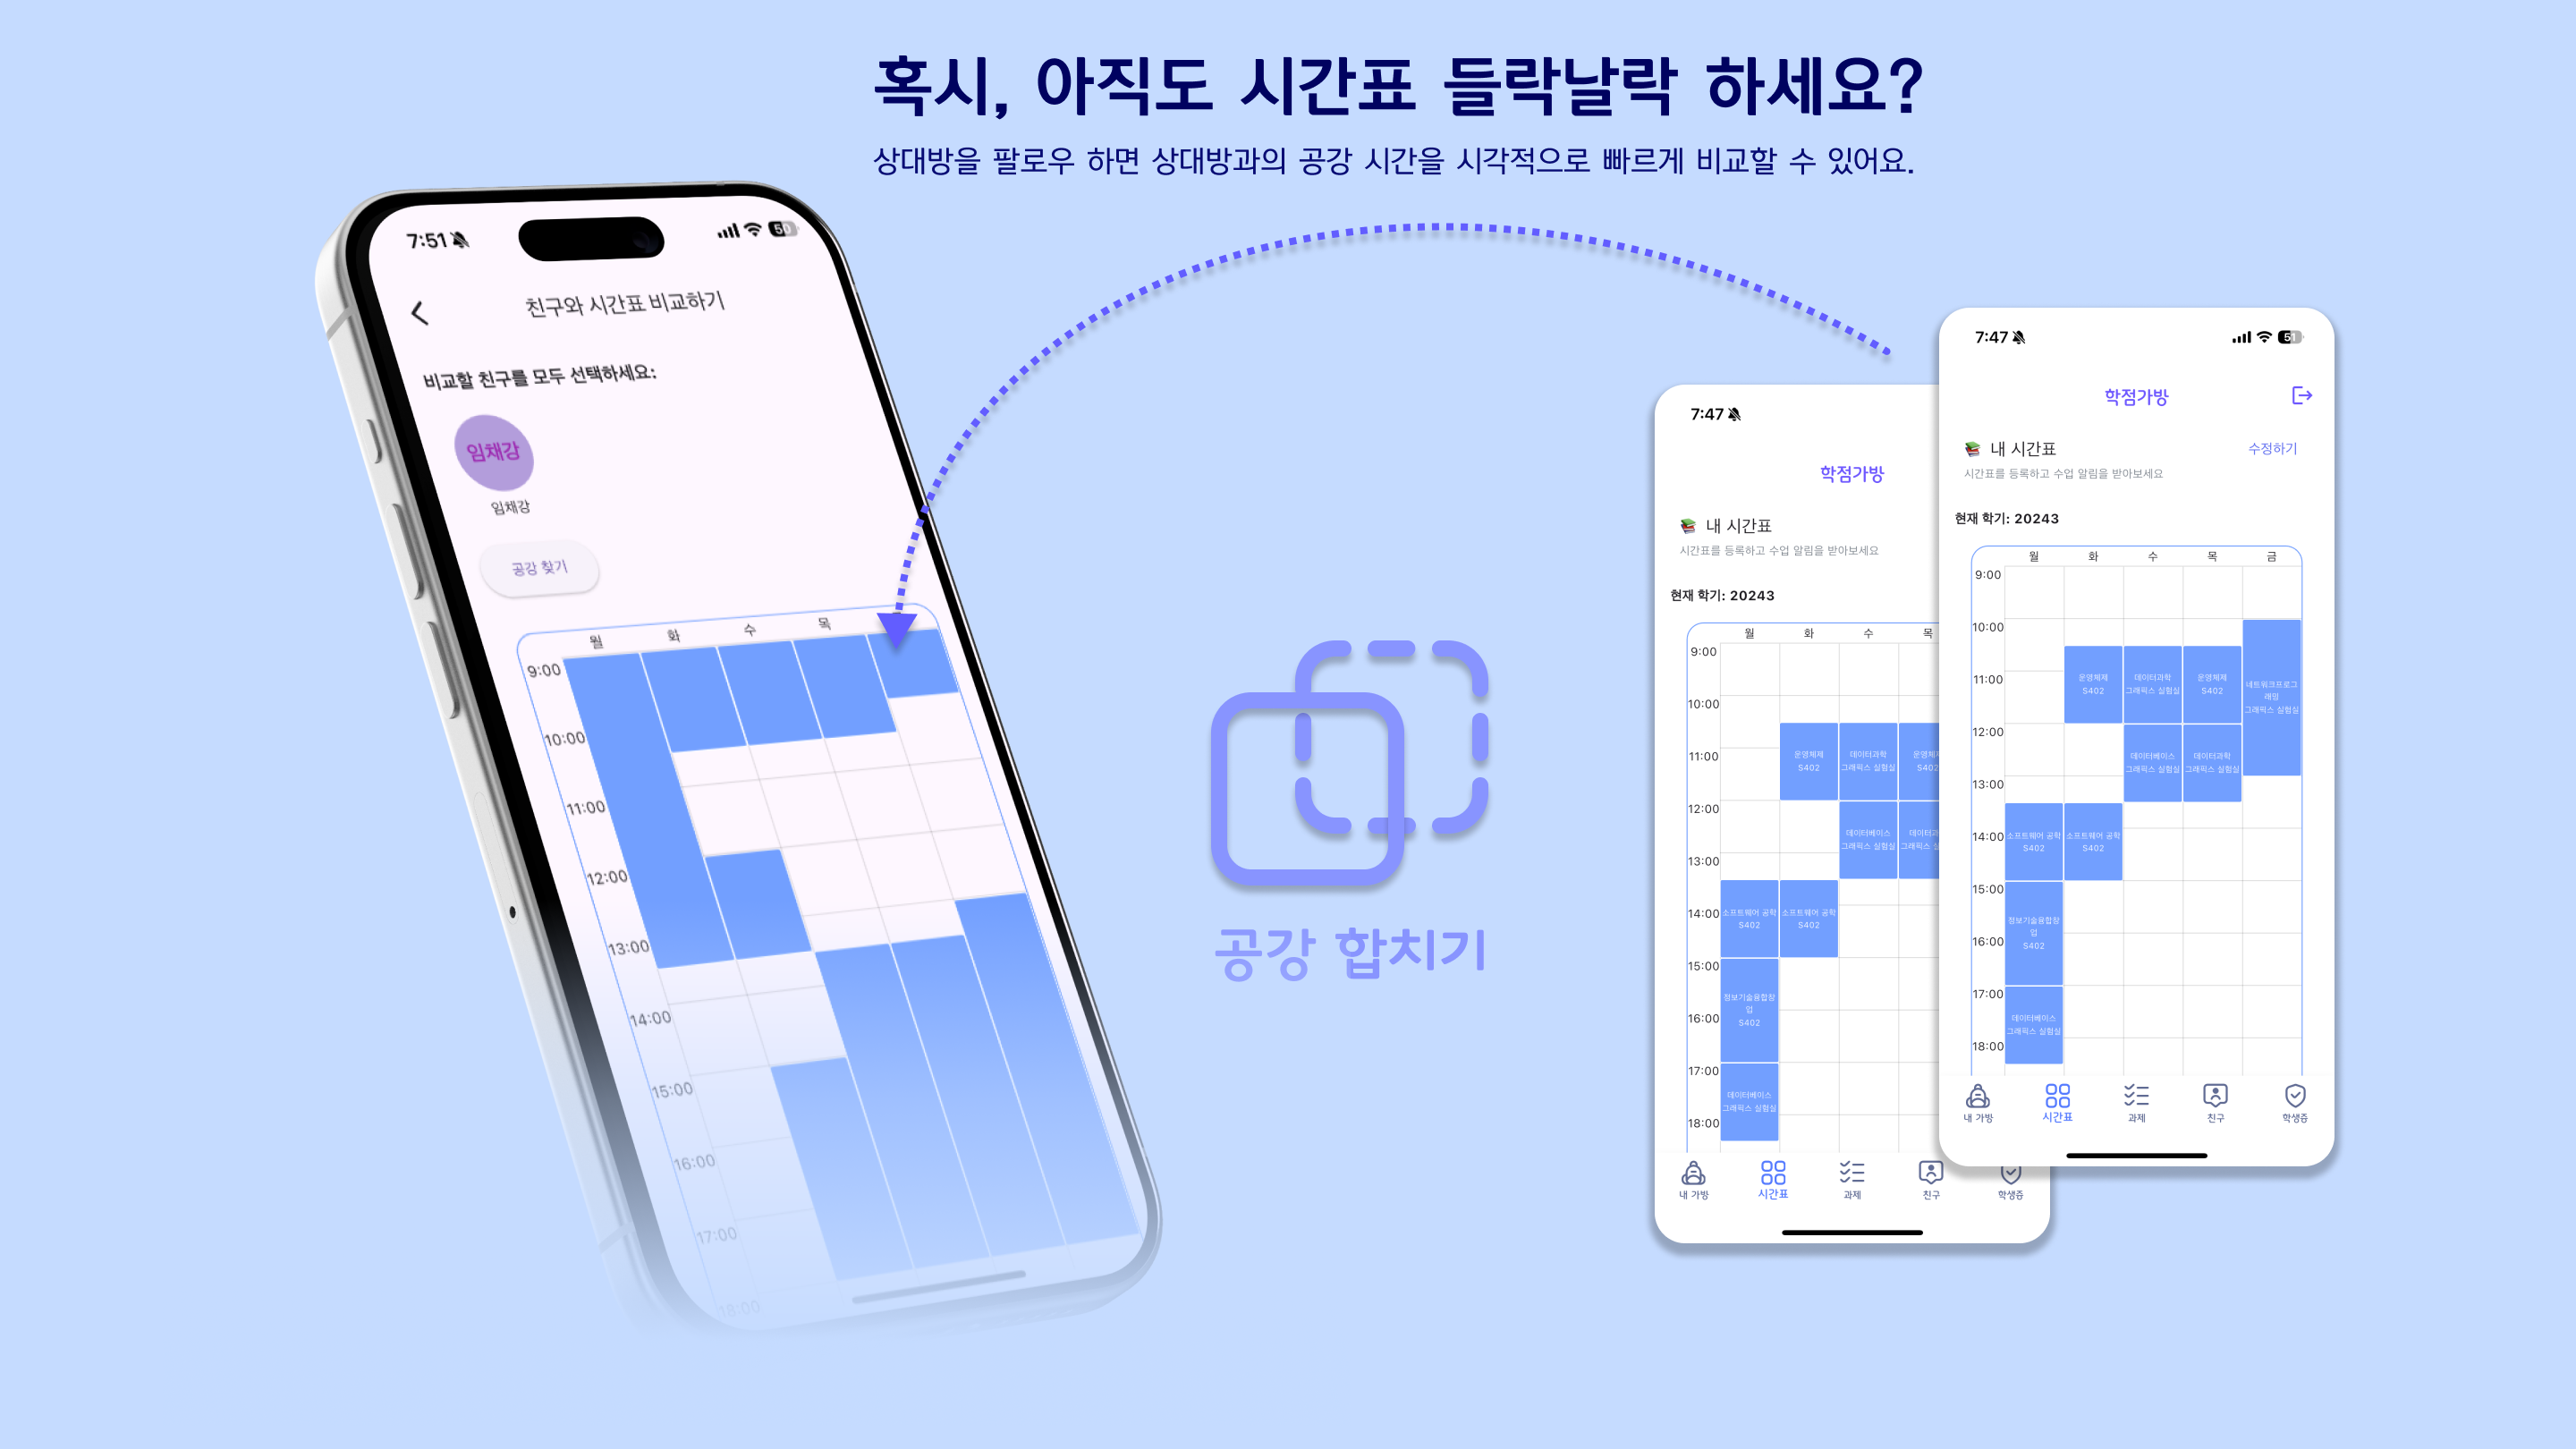 혹시, 아직도 시간표 들락날락 하세요?
상대방을 팔로우 하면 상대방과의 공강 시간을 시각적으로 빠르게 비교할 수 있어요.
7:51
50
친구와 시간표 비교하기
비교할 친구를 모두 선택하세요:
임채강
임채강
공강 찾기
월 화 수 목
9:00
10:00
11:00
12:00
13:00
14:00
15:00
16:00
17:00
18:00
공강 합치기
7:47
학점가방
내 시간표
시간표를 등록하고 수업 알림을 받아보세요
현재 학기: 20243
월 화 수 목
9:00
10:00
11:00
운영체제 데이터과학 운영체제
S402 그래픽스 실험실 S402
12:00
데이터베이스 데이터과
그래픽스 실험실 그래픽스 실
13:00
14:00
소프트웨어 공학 소프트웨어 공학
S402 S402
15:00
정보기술융합창
업
S402
16:00
17:00
데이터베이스
그래픽스 실험실
18:00
내 가방 시간표 과제 친구 학생증
7:47
51
학점가방
내 시간표 수정하기
시간표를 등록하고 수업 알림을 받아보세요
현재 학기: 20243
월 화 수 목 금
9:00
10:00
11:00
운영체제 데이터과학 운영체제
S402 그래픽스 실험실 S402
네트워크프로그
래밍
그래픽스 실험실
12:00
데이터베이스 데이터과학
그래픽스 실험실 그래픽스 실험실
13:00
14:00
소프트웨어 공학 소프트웨어 공학
S402 S402
15:00
정보기술융합창
업
S402
16:00
17:00
데이터베이스
그래픽스 실험실
18:00
내 가방 시간표 과제 친구 학생증